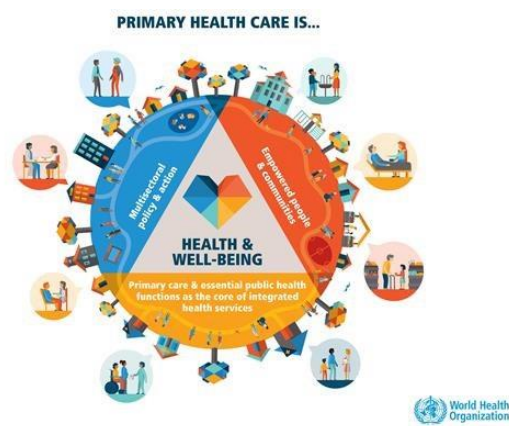 PRIMARY HEALTH CARE IS...
Multisectoral
policy & action
Empowered people
& communities
HEALTH &
WELL-BEING
Primary care & essential public health
functions as the core of integrated
health services
World Health
Organization